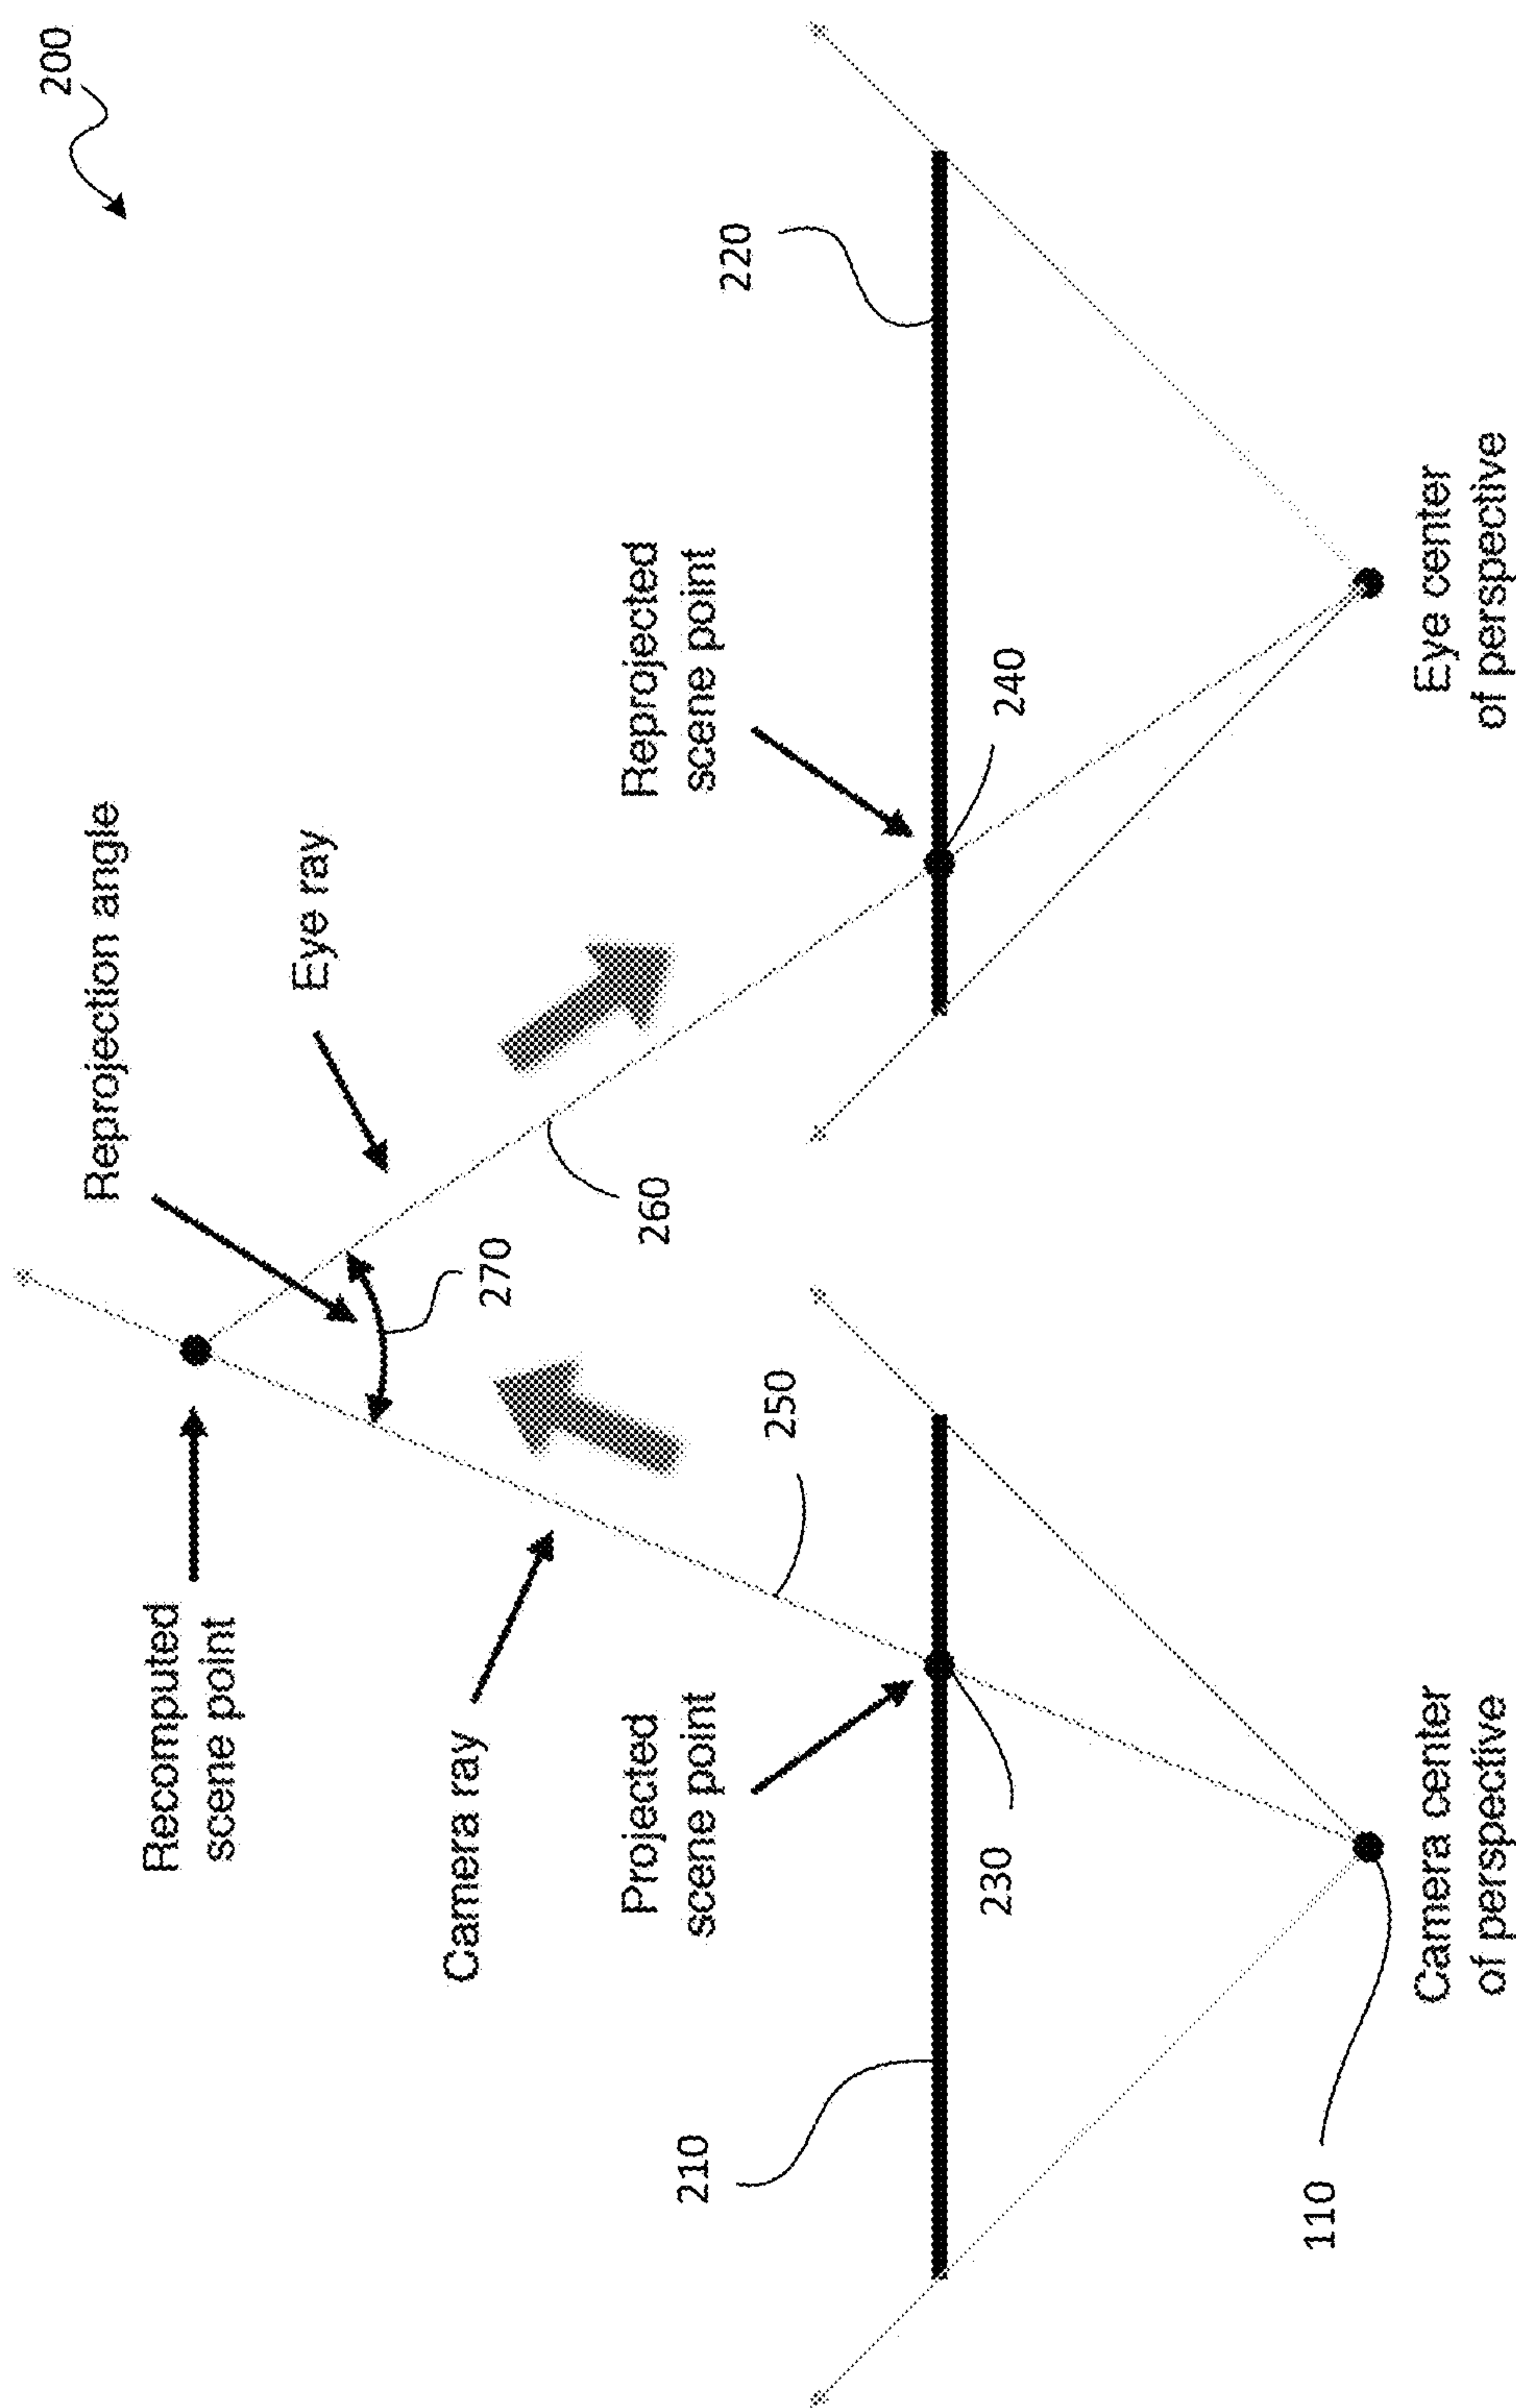 200
Reprojection angle
Recomputed
scene point
Eye ray
270
Camera ray
260
Reprojected
scene point
Projected
scene point
220
250
210
240
230
110
Camera center
of perspective
Eye center
of perspective